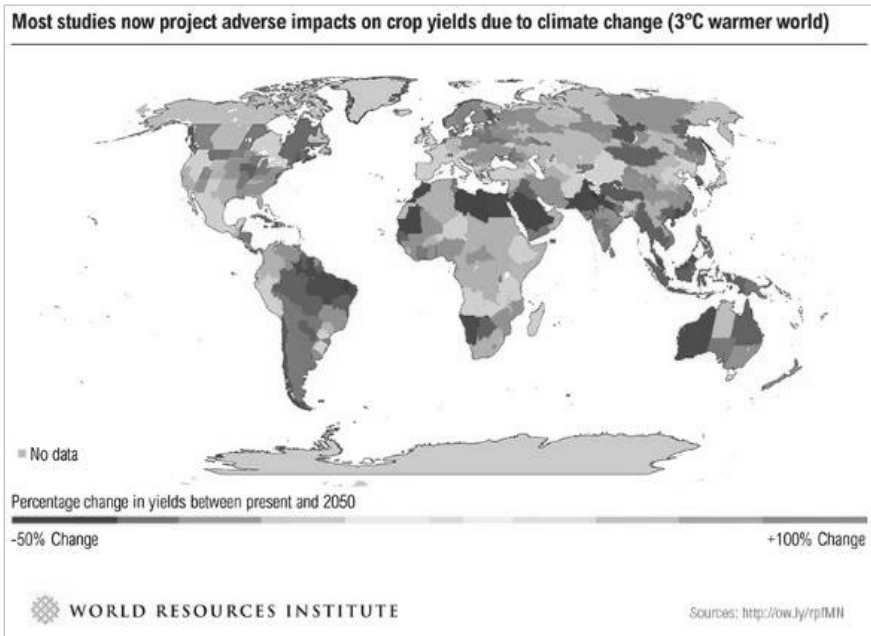 Most studies now project adverse impacts on crop yields due to climate change (3°C warmer world)
No data
Percentage change in yields between present and 2050
-50% Change
+100% Change
WORLD RESOURCES INSTITUTE
Sources: http://ow.ly/rpfMN